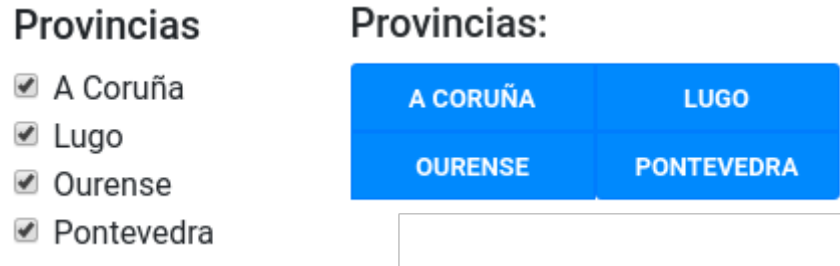 Provincias
A Coruña
Lugo
Ourense
Pontevedra
Provincias:
A CORUÑA
LUGO
OURENSE
PONTEVEDRA